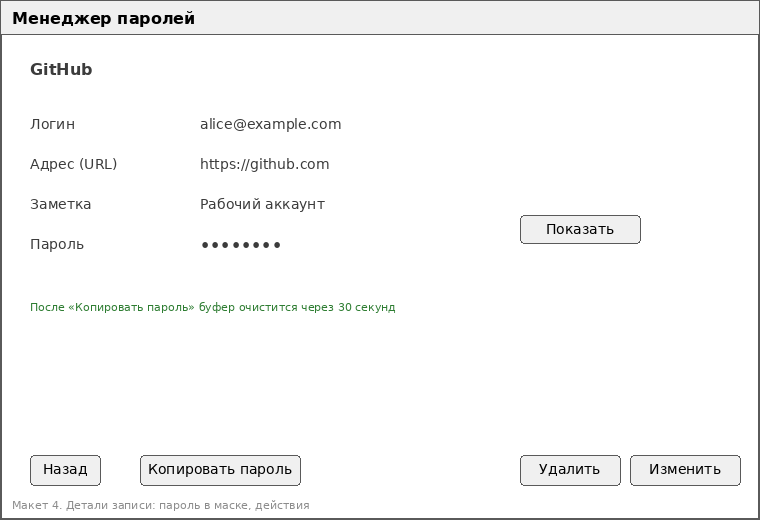 Менеджер паролей
GitHub
Логин alice@example.com
Адрес (URL) https://github.com
Заметка Рабочий аккаунт
Показать
Пароль ••••••••
После «Копировать пароль» буфер очистится через 30 секунд
Назад Копировать пароль Удалить Изменить
Макет 4. Детали записи: пароль в маске, действия